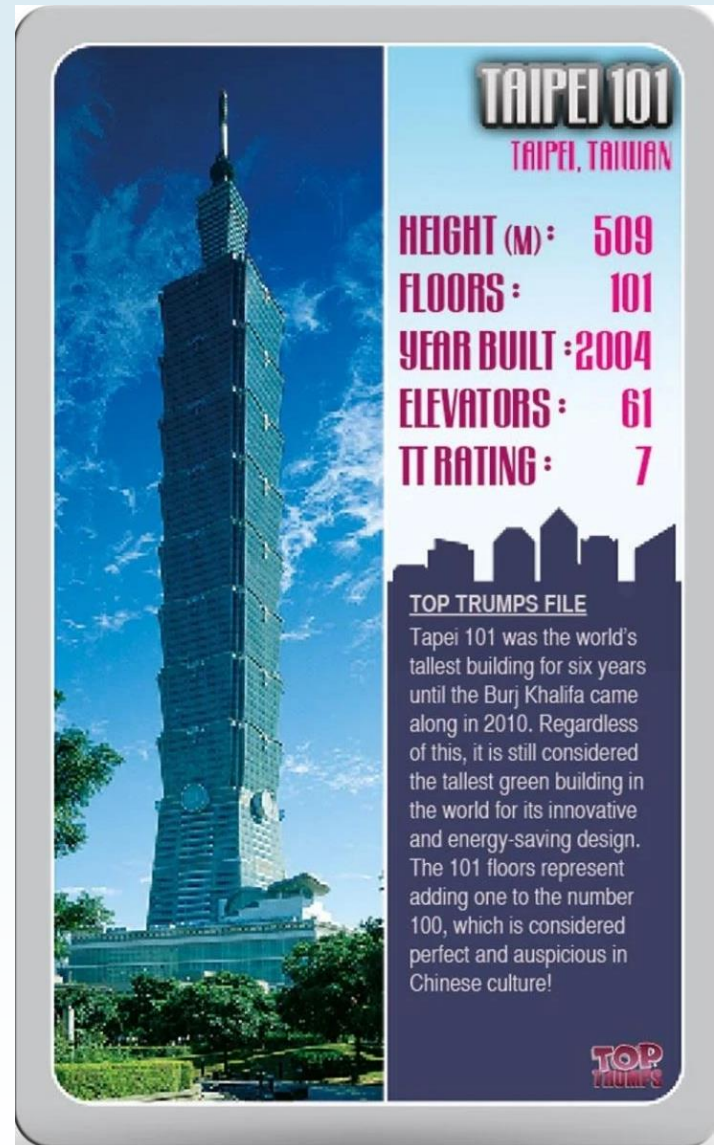 TAIPEI 101
TAIPEI, TAIWAN
HEIGHT (M): 509
FLOORS: 101
YEAR BUILT: 2004
ELEVATORS: 61
TT RATING: 7
TOP TRUMPS FILE
Tapei 101 was the world's
tallest building for six years
until the Burj Khalifa came
along in 2010. Regardless
of this, it is still considered
the tallest green building in
the world for its innovative
and energy-saving design.
The 101 floors represent
adding one to the number
100, which is considered
perfect and auspicious in
Chinese culture!
TOP
TRUMPS